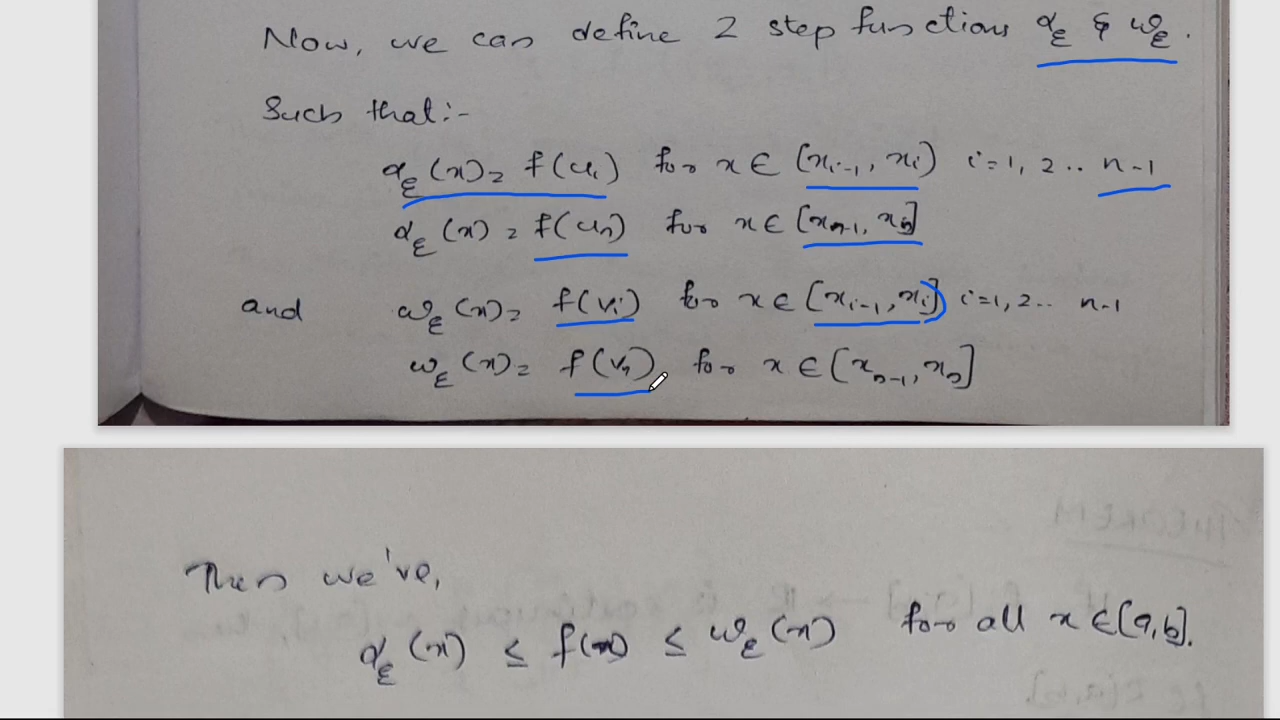 Now, we can define 2 step functions α_ε & ω_ε.
Such that:-
α_ε(x) = f(u_i) for x ∈ [x_{i-1}, x_i) i=1, 2.. n-1
α_ε(x) = f(u_n) for x ∈ [x_{n-1}, x_n]
and ω_ε(x) = f(v_i) for x ∈ [x_{i-1}, x_i) i=1, 2.. n-1
ω_ε(x) = f(v_n) for x ∈ [x_{n-1}, x_n]
THEOREM
Then we've,
α_ε(x) ≤ f(x) ≤ ω_ε(x) for all x ∈ [a, b].